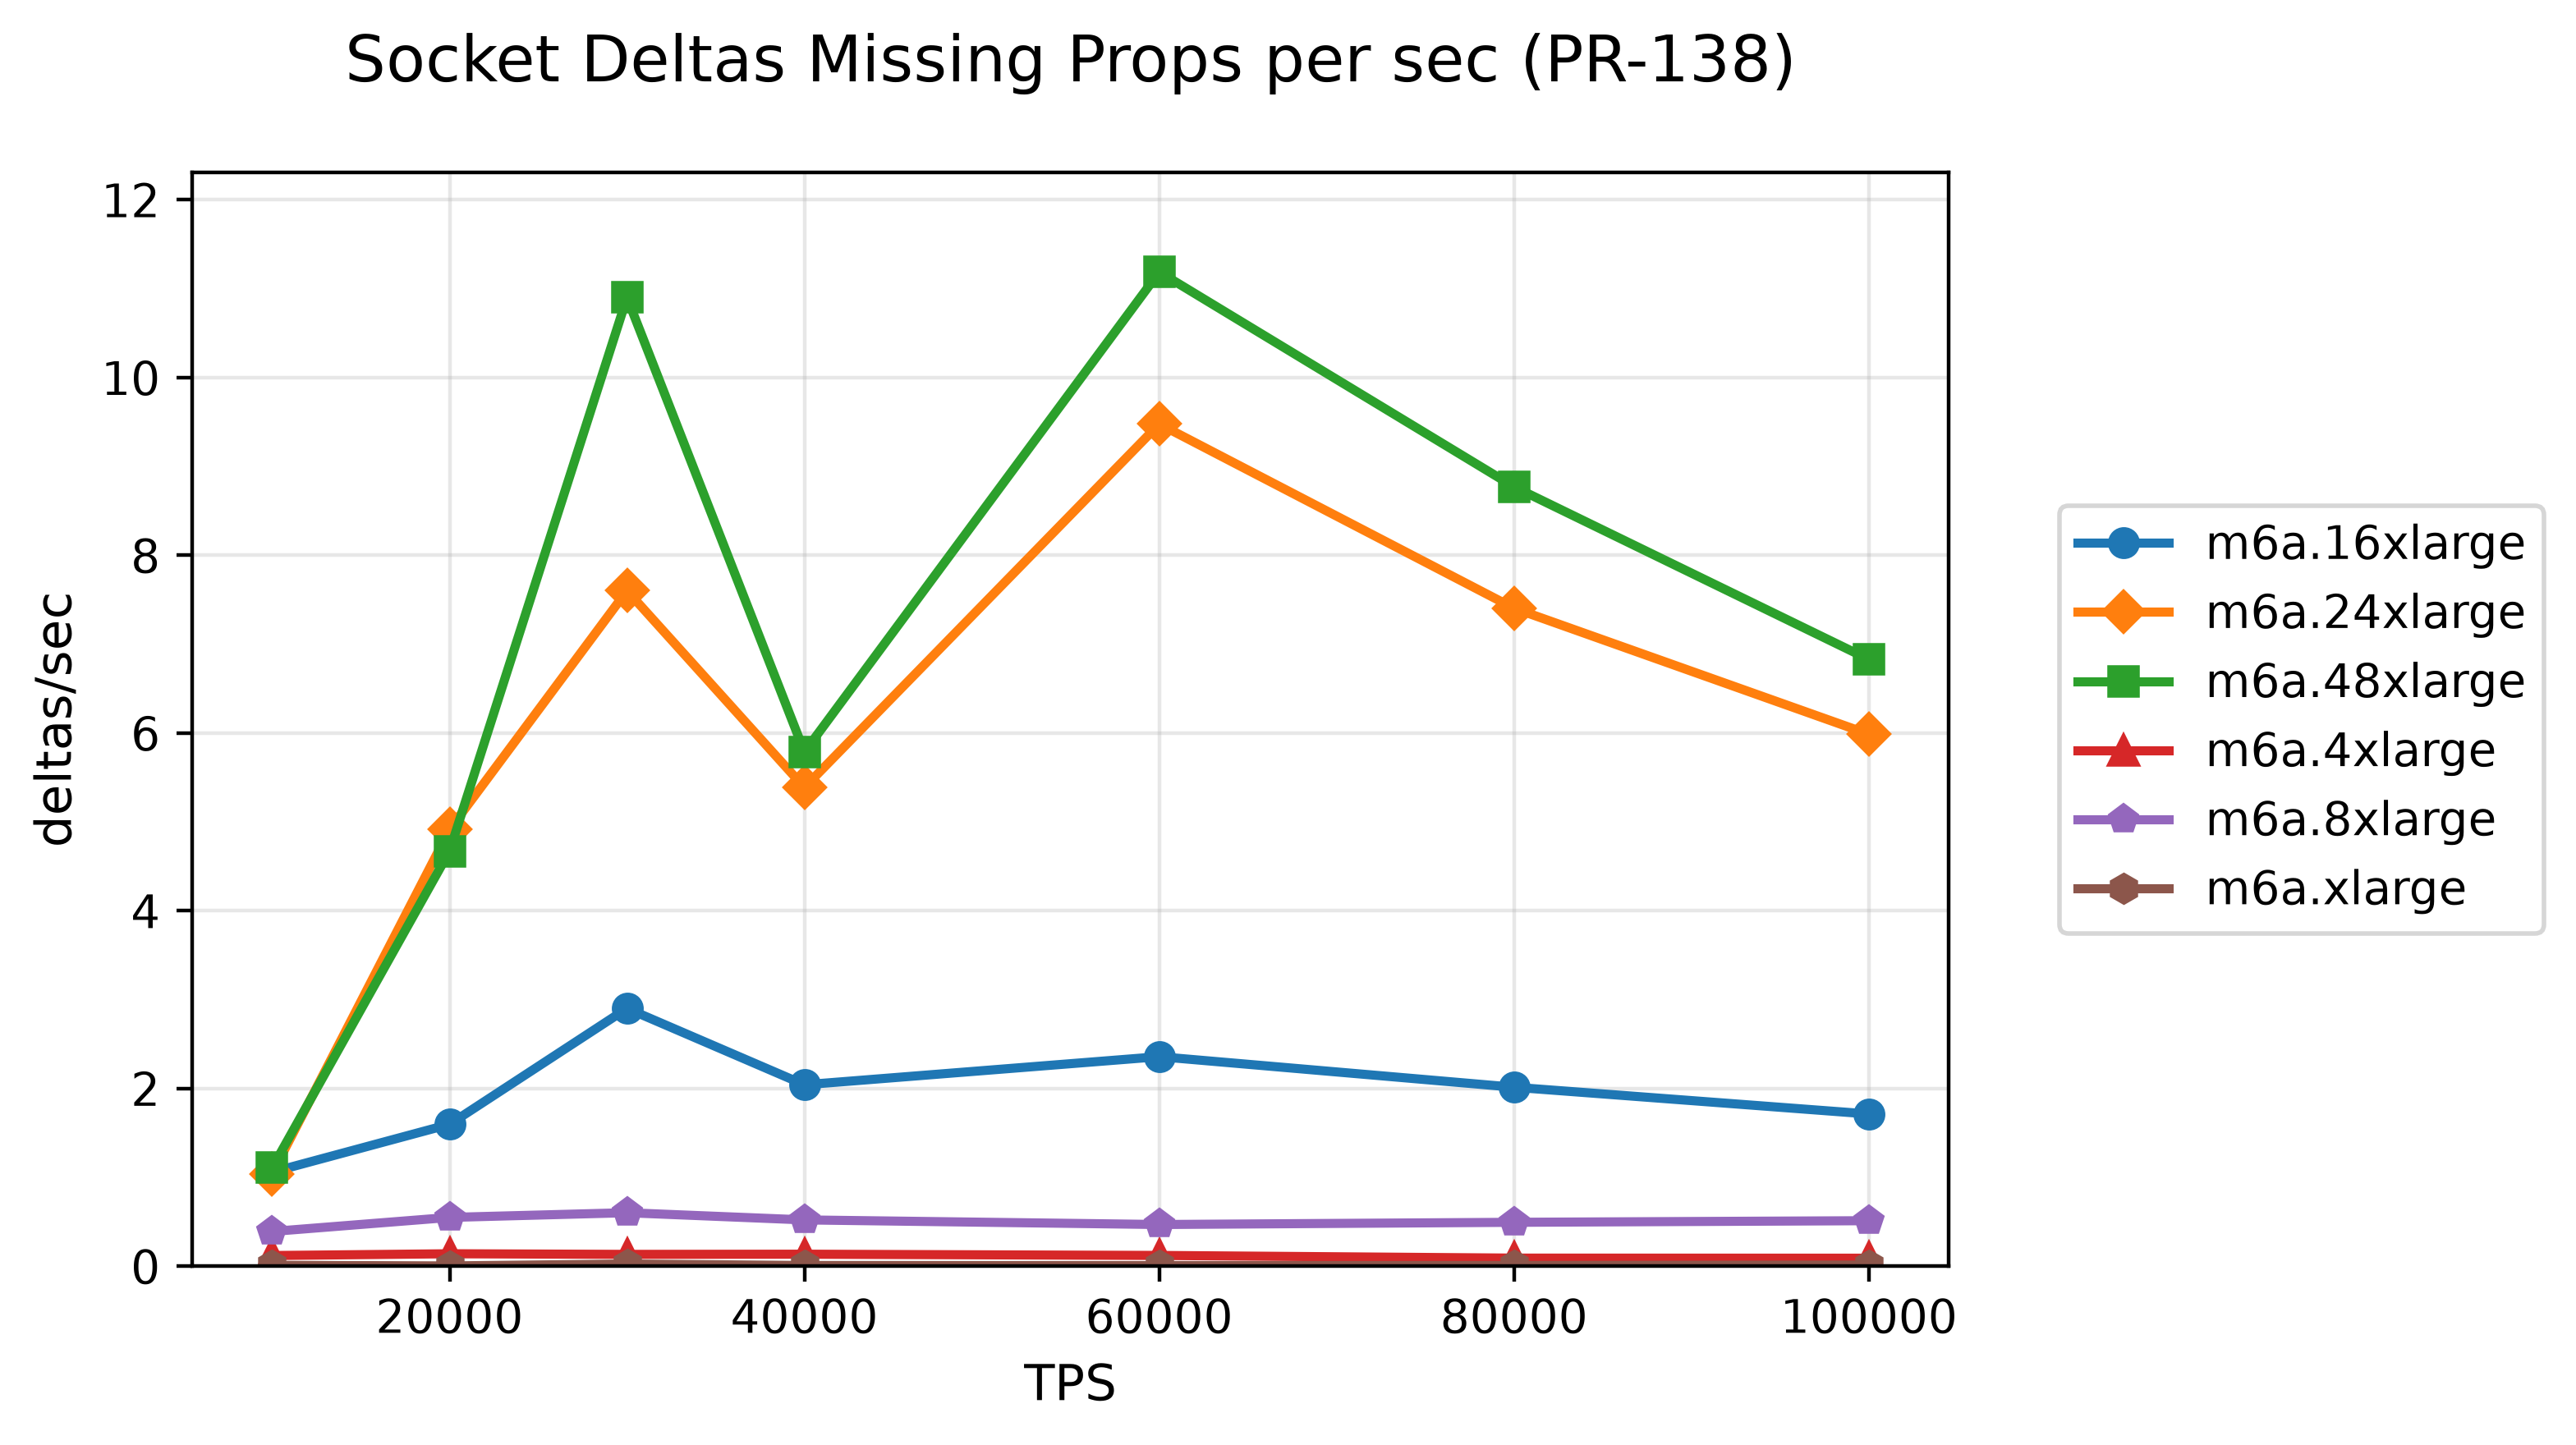 Socket Deltas Missing Props per sec (PR-138)
12
10
8
6
4
2
0
deltas/sec
20000
40000
60000
80000
100000
TPS
m6a.16xlarge
m6a.24xlarge
m6a.48xlarge
m6a.4xlarge
m6a.8xlarge
m6a.xlarge